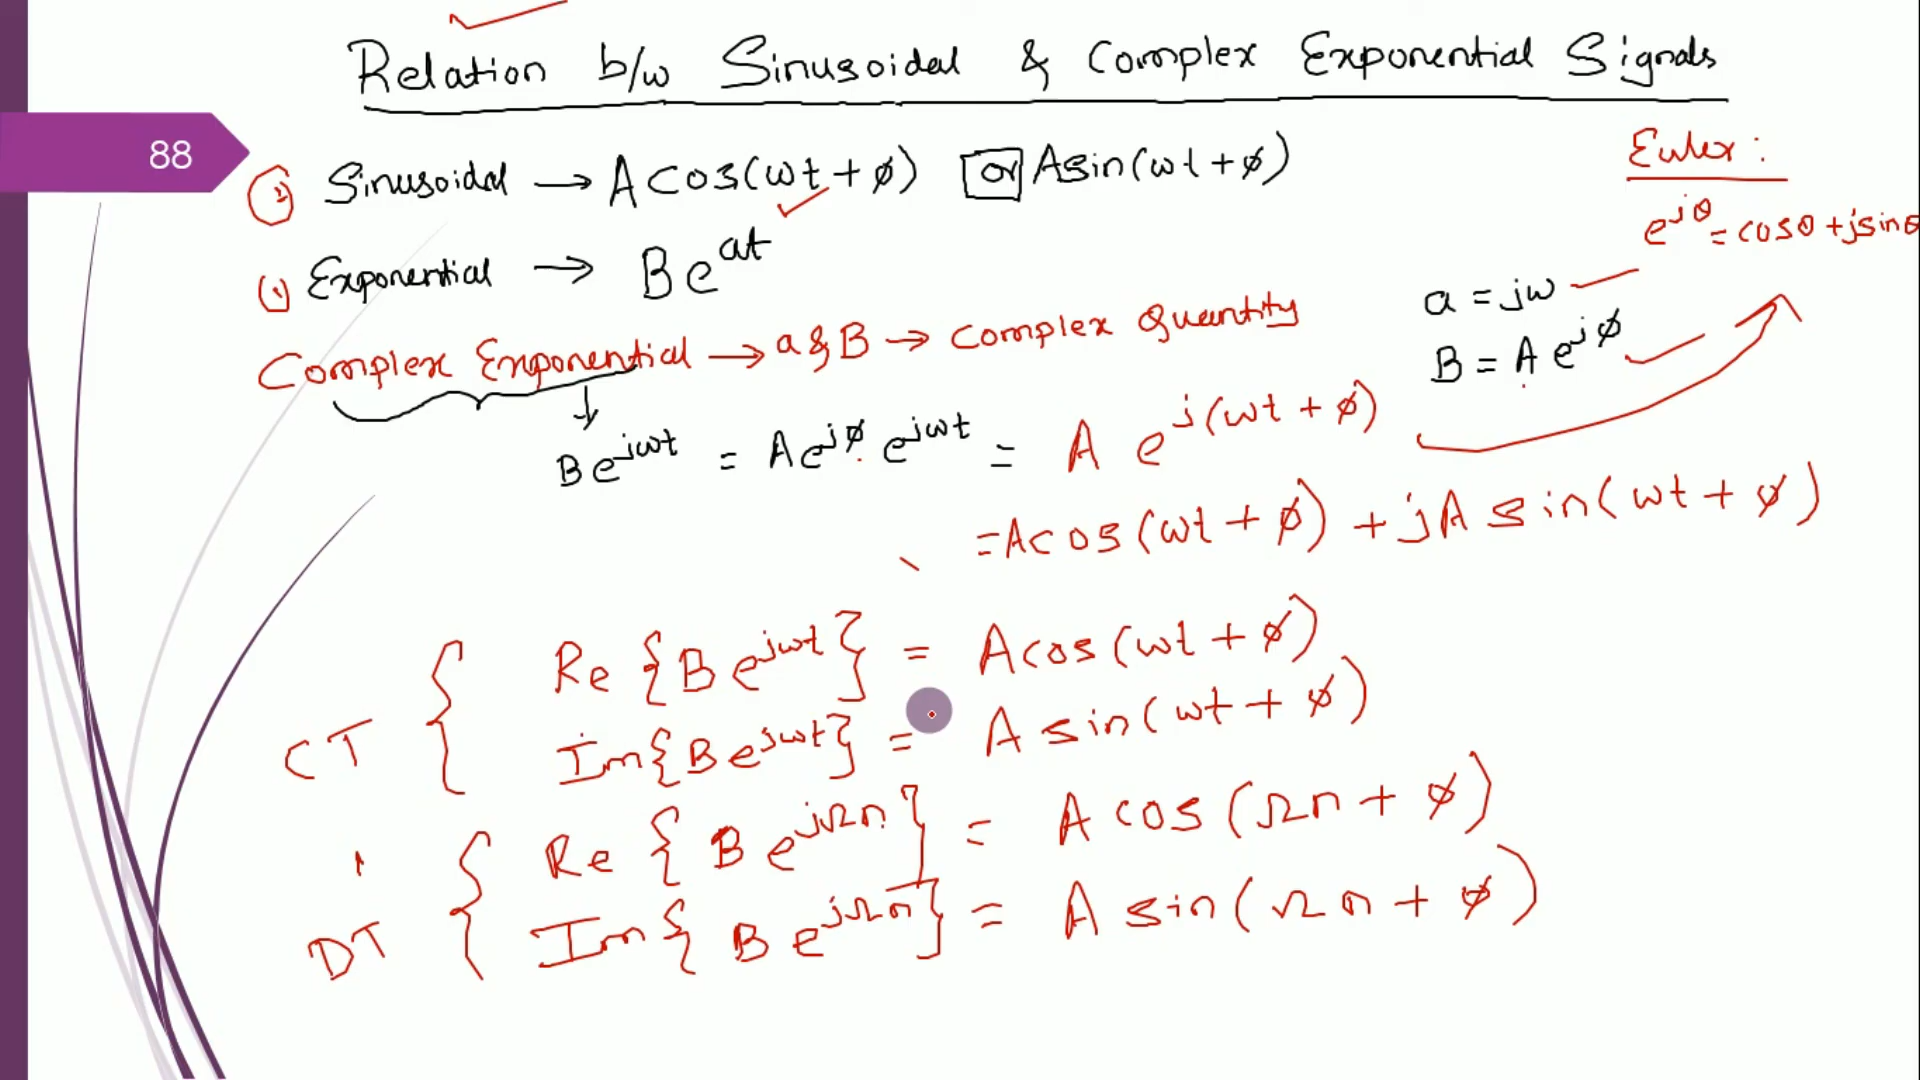 Relation b/w Sinusoidal & Complex Exponential Signals
88
Euler:
② Sinusoidal → A cos(ωt + ϕ) or A sin(ωt + ϕ)
e^{jθ} = cosθ + jsinθ
① Exponential → B e^{at}
a = jω
Complex Exponential → a & B → Complex Quantity
B = A e^{jϕ}
B e^{jωt} = A e^{jϕ} e^{jωt} = A e^{j(ωt + ϕ)}
= A cos(ωt + ϕ) + jA sin(ωt + ϕ)
CT { Re {B e^{jωt}} = A cos(ωt + ϕ)
Im{B e^{jωt}} = A sin(ωt + ϕ)
DT { Re { B e^{jΩn} } = A cos(Ωn + ϕ)
Im{ B e^{jΩn} } = A sin(Ωn + ϕ)